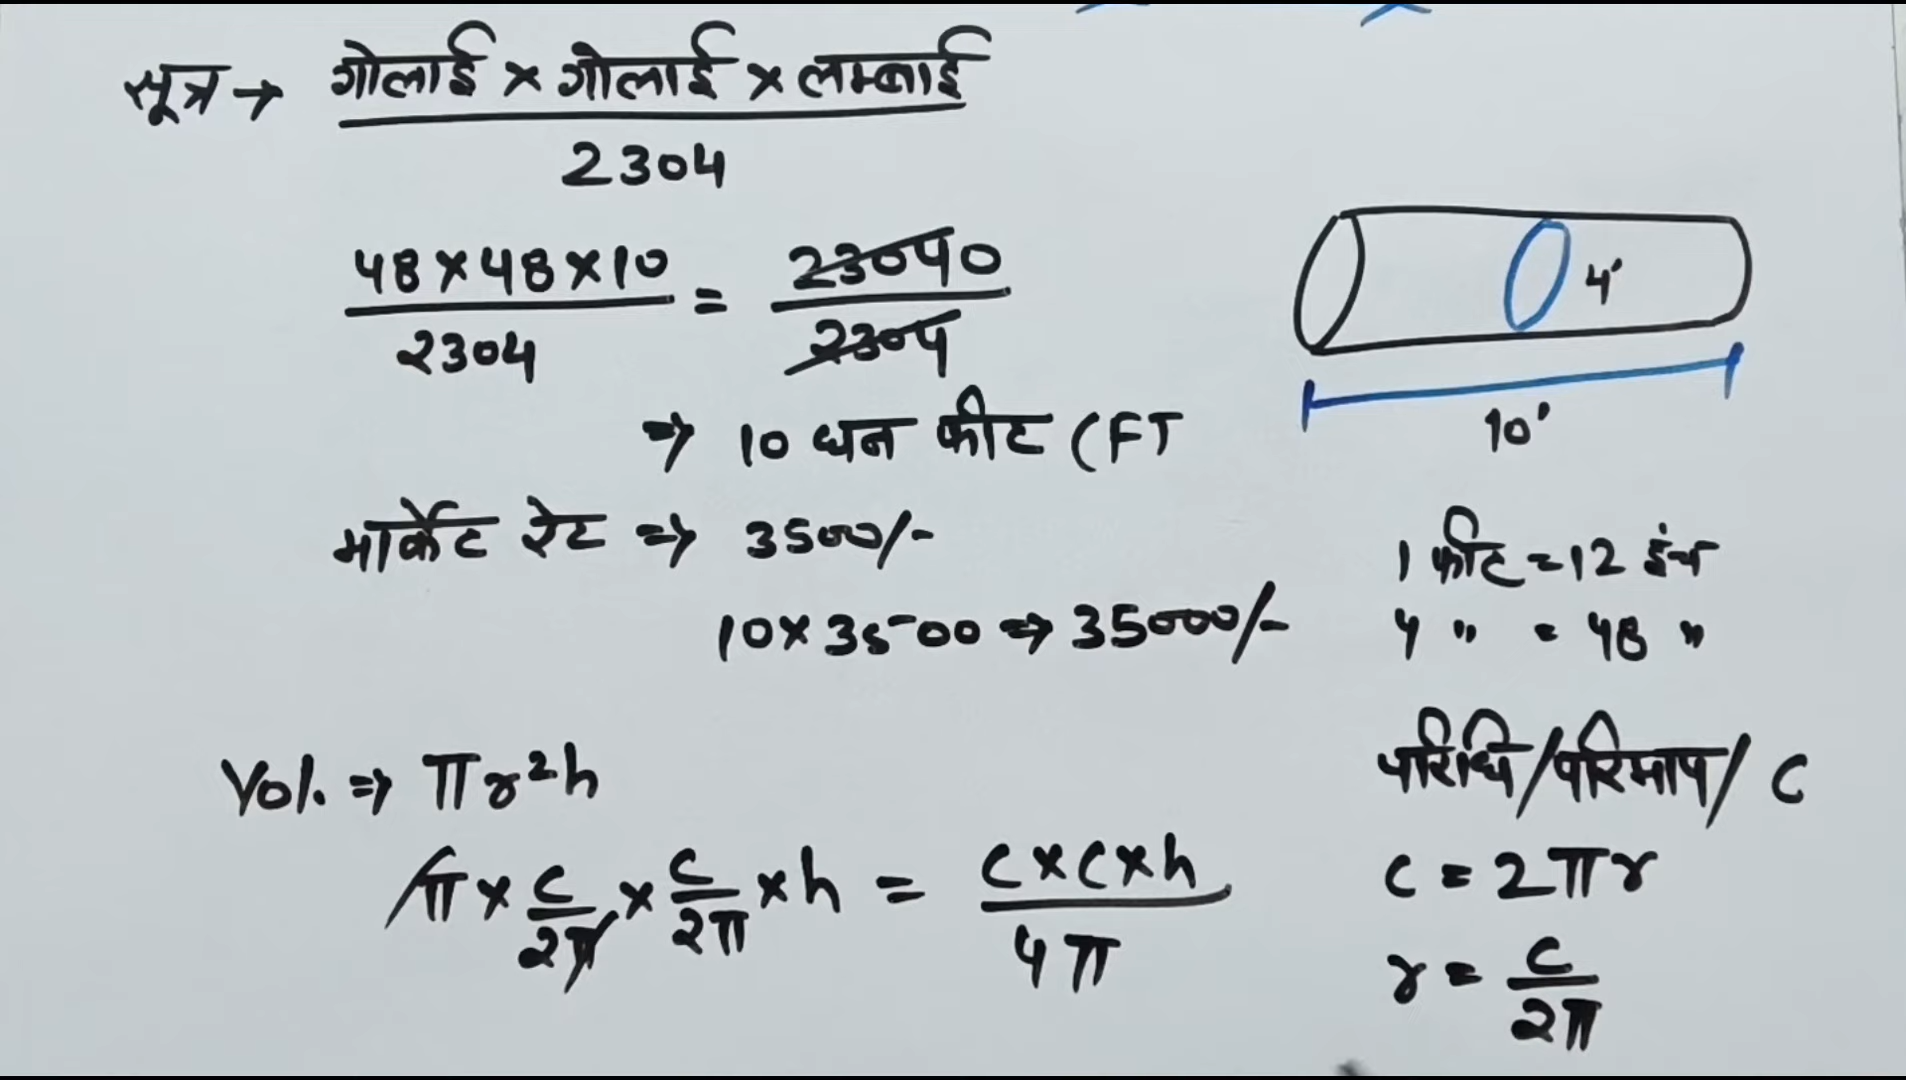 सूत्र → गोलाई × गोलाई × लम्बाई
2304
48 × 48 × 10 = 23040
2304 2304
⇒ 10 घन फीट CFT
मार्केट रेट ⇒ 3500/-
10 × 3500 ⇒ 35000/-
4'
10'
1 फीट = 12 इंच
4 " = 48 "
परिधि/परिमाप/ C
C = 2πr
r = C
2π
Vol. ⇒ πr²h
π × C × C × h = C × C × h
2π 2π 4π